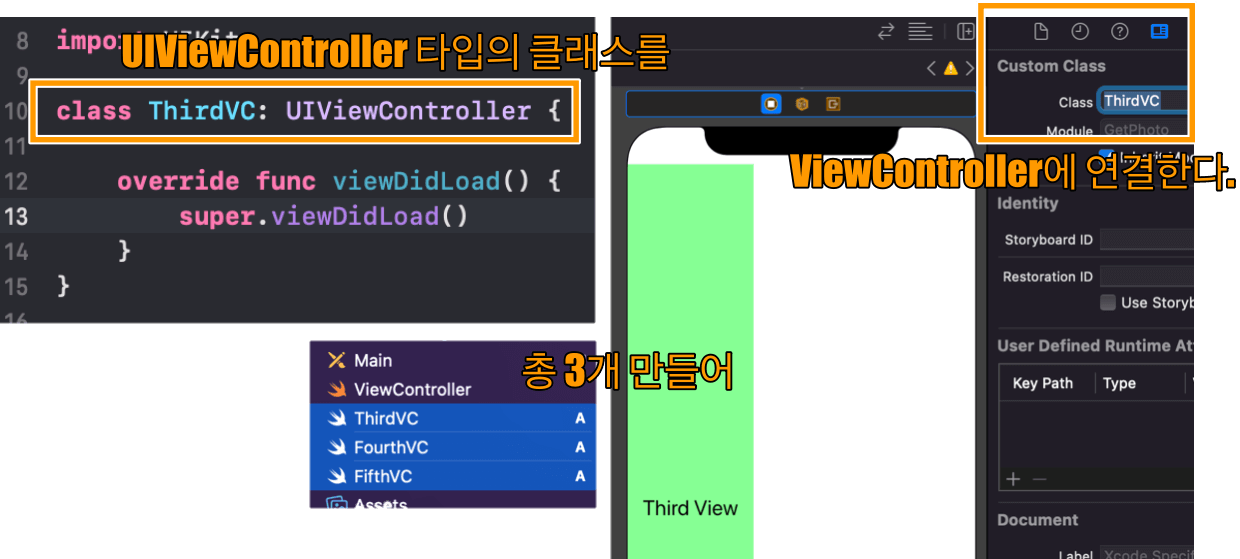 8 import UIKit
UIViewController 타입의 클래스를
9
10 class ThirdVC: UIViewController {
11
12 override func viewDidLoad() {
13 super.viewDidLoad()
14 }
15 }
16
Main
ViewController
ThirdVC A
FourthVC A
FifthVC A
Assets
총 3개 만들어
Third View
Custom Class
Class ThirdVC
Module GetPhoto
ViewController에 연결한다.
Identity
Storyboard ID
Restoration ID
Use Storyb
User Defined Runtime At
Key Path Type
Document
Label Xcode Specif